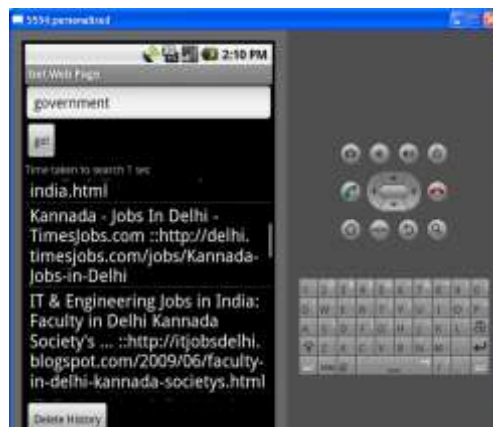 5554:personalized
2:10 PM
Get Web Page
government
go!
Time taken to search 1 sec
india.html
Kannada - Jobs In Delhi -
TimesJobs.com ::http://delhi.
timesjobs.com/jobs/Kannada-
Jobs-in-Delhi
IT & Engineering Jobs in India:
Faculty in Delhi Kannada
Society's ... ::http://itjobsdelhi.
blogspot.com/2009/06/faculty-
in-delhi-kannada-societys.html
Delete History